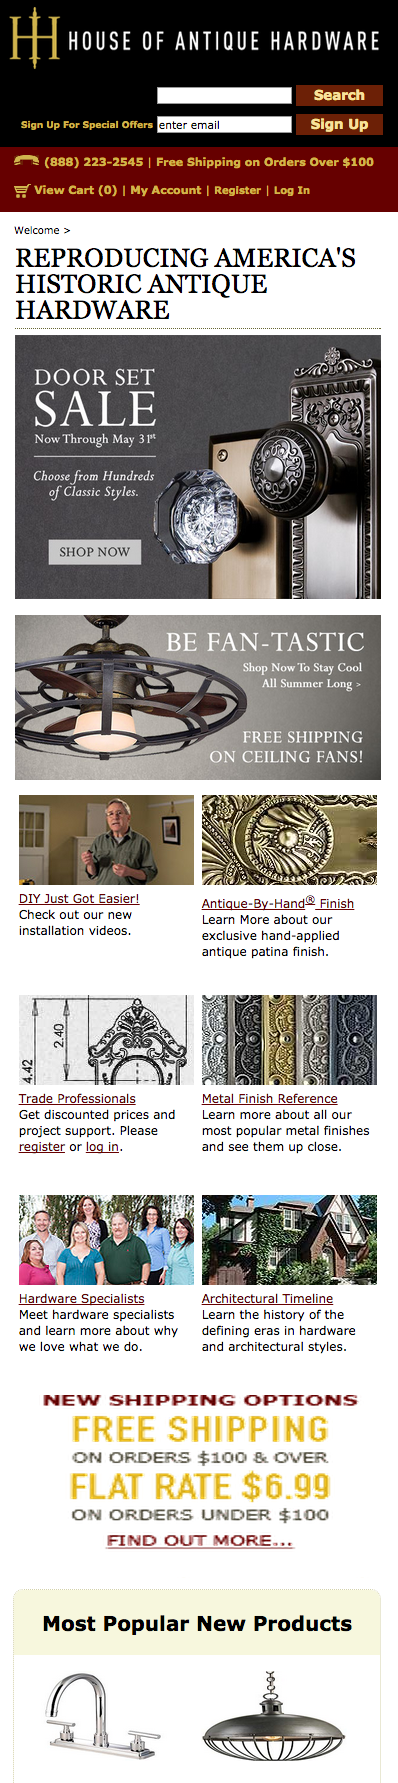 HOUSE OF ANTIQUE HARDWARE
Search
Sign Up For Special Offers enter email Sign Up
(888) 223-2545 | Free Shipping on Orders Over $100
View Cart (0) | My Account | Register | Log In
Welcome >
REPRODUCING AMERICA'S
HISTORIC ANTIQUE
HARDWARE
DOOR SET
SALE
Now Through May 31st
Choose from Hundreds
of Classic Styles.
SHOP NOW
BE FAN-TASTIC
Shop Now To Stay Cool
All Summer Long >
FREE SHIPPING
ON CEILING FANS!
DIY Just Got Easier!
Check out our new
installation videos.
Antique-By-Hand® Finish
Learn More about our
exclusive hand-applied
antique patina finish.
4.42
2.40
Trade Professionals
Get discounted prices and
project support. Please
register or log in.
Metal Finish Reference
Learn more about all our
most popular metal finishes
and see them up close.
Hardware Specialists
Meet hardware specialists
and learn more about why
we love what we do.
Architectural Timeline
Learn the history of the
defining eras in hardware
and architectural styles.
NEW SHIPPING OPTIONS
FREE SHIPPING
ON ORDERS $100 & OVER
FLAT RATE $6.99
ON ORDERS UNDER $100
FIND OUT MORE...
Most Popular New Products